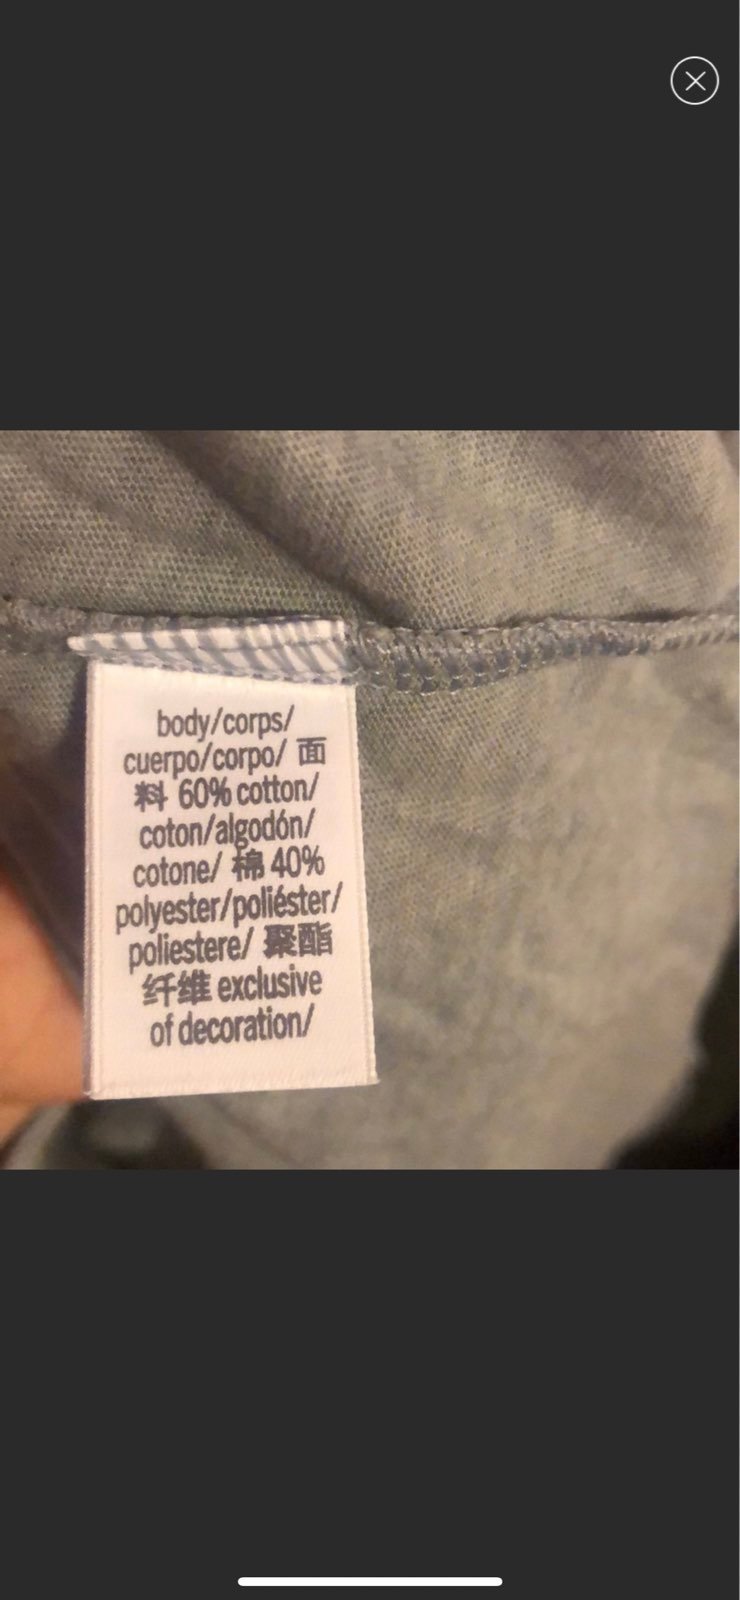 body/corps/
cuerpo/corpo/ 面
料 60% cotton/
coton/algodón/
cotone/ 棉 40%
polyester/poliéster/
poliestere/ 聚酯
纤维 exclusive
of decoration/